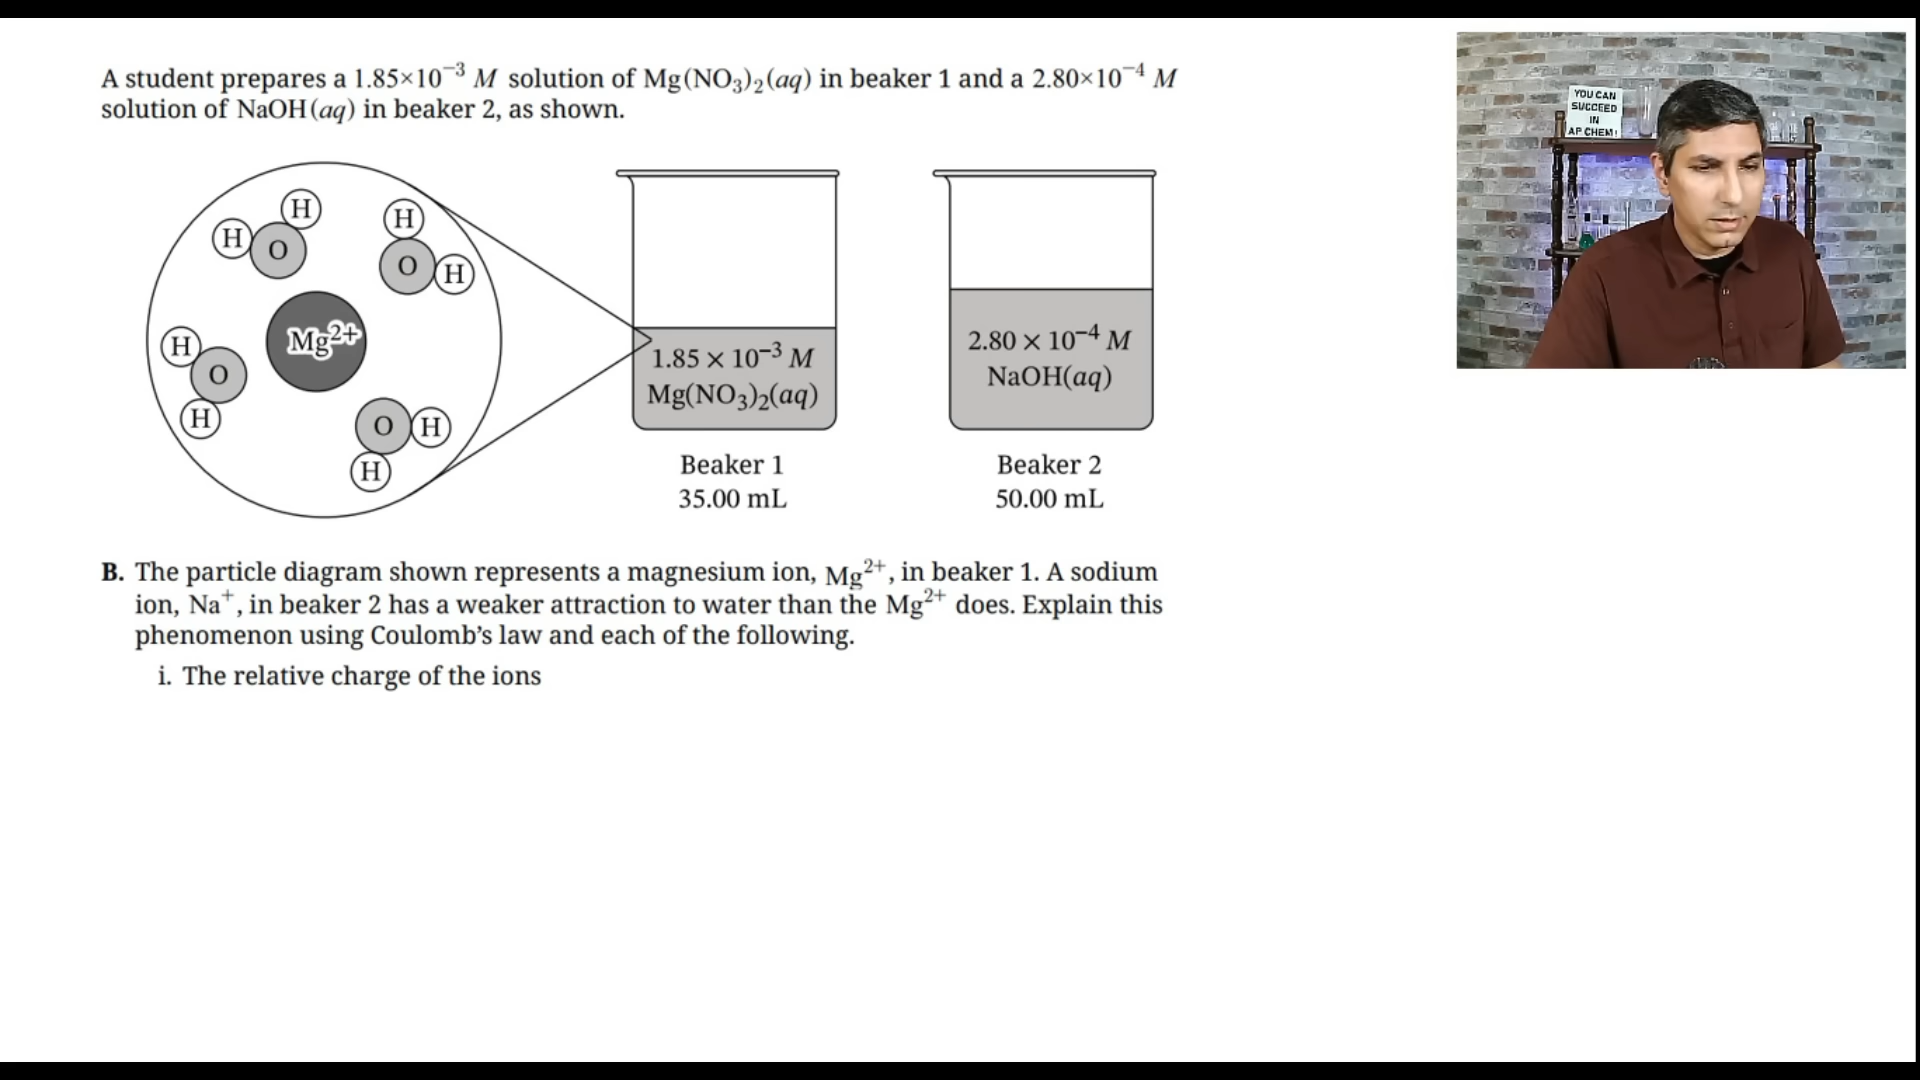 A student prepares a 1.85×10⁻³ M solution of Mg(NO₃)₂(aq) in beaker 1 and a 2.80×10⁻⁴ M
solution of NaOH(aq) in beaker 2, as shown.
YOU CAN
SUCCEED
IN
AP CHEM!
H
H
O
H
O
H
Mg²⁺
H
O
H
O
H
H
1.85 × 10⁻³ M
Mg(NO₃)₂(aq)
Beaker 1
35.00 mL
2.80 × 10⁻⁴ M
NaOH(aq)
Beaker 2
50.00 mL
B. The particle diagram shown represents a magnesium ion, Mg²⁺, in beaker 1. A sodium
ion, Na⁺, in beaker 2 has a weaker attraction to water than the Mg²⁺ does. Explain this
phenomenon using Coulomb’s law and each of the following.
i. The relative charge of the ions